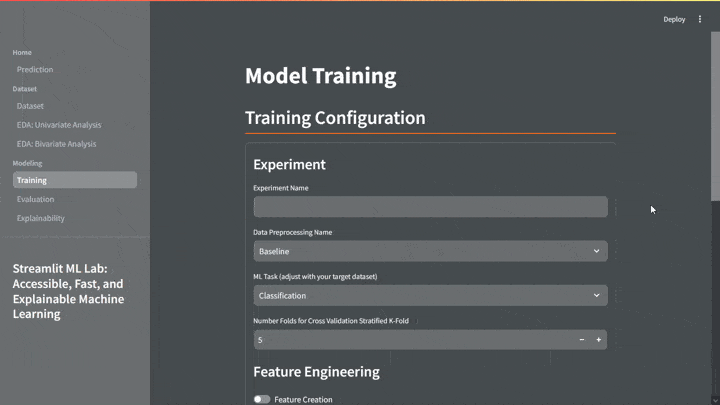 Deploy
Home
Prediction
Dataset
Dataset
EDA: Univariate Analysis
EDA: Bivariate Analysis
Modeling
Training
Evaluation
Explainability
Streamlit ML Lab:
Accessible, Fast, and
Explainable Machine
Learning
Model Training
Training Configuration
Experiment
Experiment Name
Data Preprocessing Name
Baseline
ML Task (adjust with your target dataset)
Classification
Number Folds for Cross Validation Stratified K-Fold
5
Feature Engineering
Feature Creation